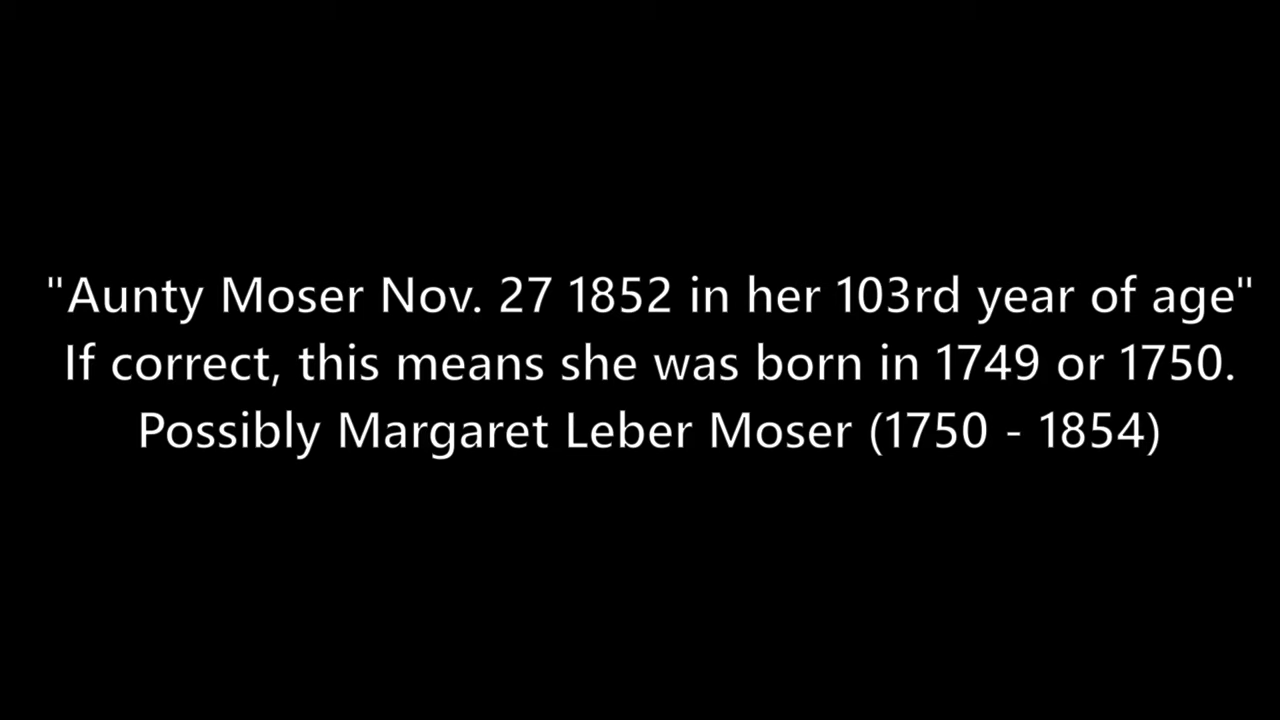 "Aunty Moser Nov. 27 1852 in her 103rd year of age"
If correct, this means she was born in 1749 or 1750.
Possibly Margaret Leber Moser (1750 - 1854)